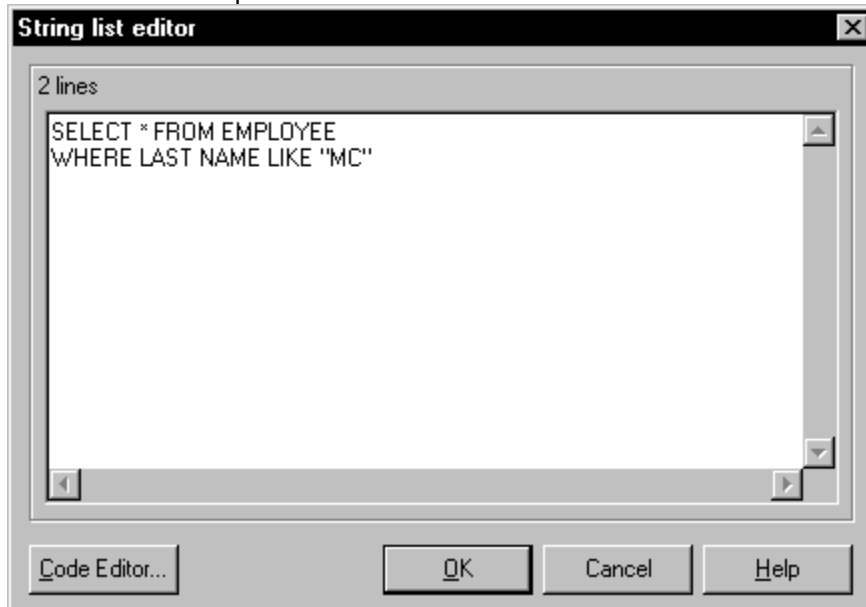 String list editor
2 lines
SELECT * FROM EMPLOYEE
WHERE LAST NAME LIKE "MC"
Code Editor... OK Cancel Help